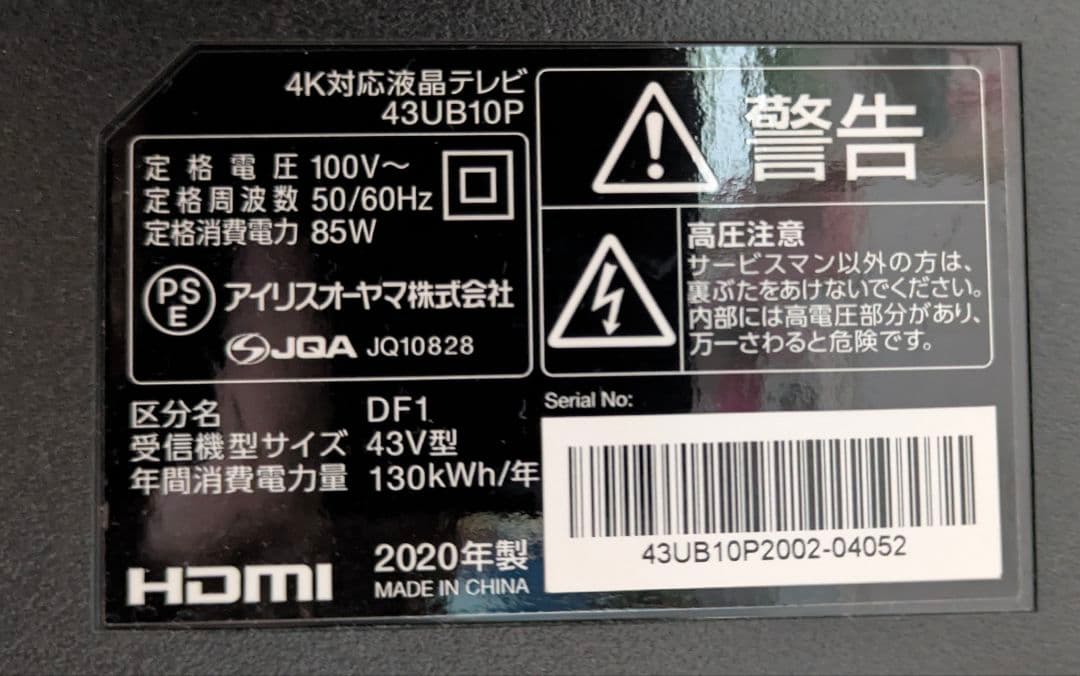 4K対応液晶テレビ
43UB10P
定格電圧 100V～
定格周波数 50/60Hz
定格消費電力 85W
PSE アイリスオーヤマ株式会社
JQA JQ10828
区分名 DF1
受信機型サイズ 43V型
年間消費電力量 130kWh/年
HDMI
2020年製
MADE IN CHINA
警告
高圧注意
サービスマン以外の方は、
裏ぶたをあけないでください。
内部には高電圧部分があり、
万一さわると危険です。
Serial No:
43UB10P2002-04052